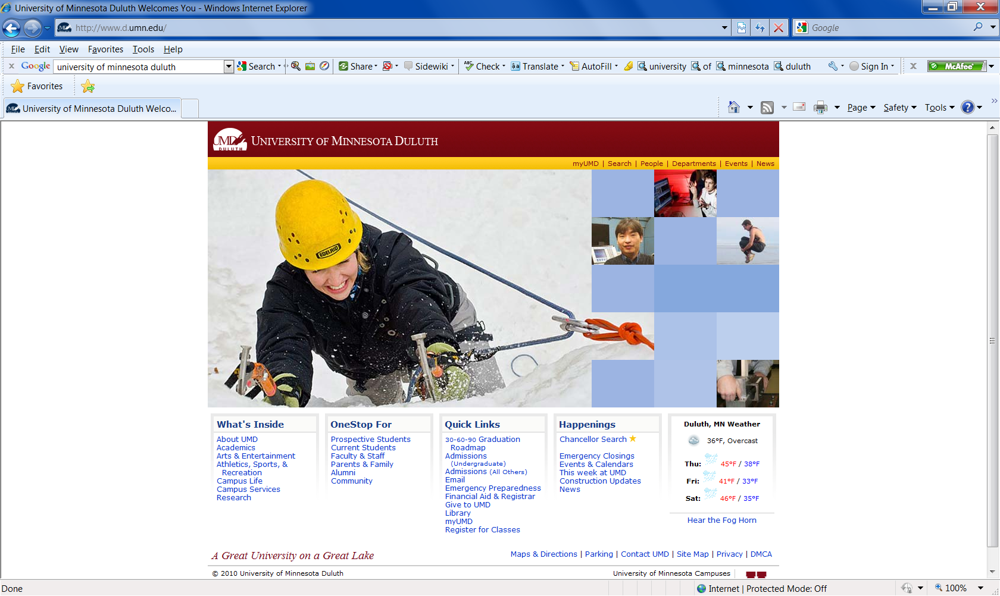 University of Minnesota Duluth Welcomes You - Windows Internet Explorer
http://www.d.umn.edu/
Google
File Edit View Favorites Tools Help
x Google university of minnesota duluth Search Share Sidewiki ABC Check Translate AutoFill university of minnesota duluth Sign In X McAfee
Favorites
University of Minnesota Duluth Welco...
Page Safety Tools
UMD DULUTH UNIVERSITY OF MINNESOTA DULUTH
myUMD | Search | People | Departments | Events | News
EDELRID
What's Inside
About UMD
Academics
Arts & Entertainment
Athletics, Sports, &
Recreation
Campus Life
Campus Services
Research
OneStop For
Prospective Students
Current Students
Faculty & Staff
Parents & Family
Alumni
Community
Quick Links
30-60-90 Graduation
Roadmap
Admissions
(Undergraduate)
Admissions (All Others)
Email
Emergency Preparedness
Financial Aid & Registrar
Give to UMD
Library
myUMD
Register for Classes
Happenings
Chancellor Search
Emergency Closings
Events & Calendars
This week at UMD
Construction Updates
News
Duluth, MN Weather
36°F, Overcast
Thu: 45°F / 38°F
Fri: 41°F / 33°F
Sat: 46°F / 35°F
Hear the Fog Horn
A Great University on a Great Lake
Maps & Directions | Parking | Contact UMD | Site Map | Privacy | DMCA
© 2010 University of Minnesota Duluth
University of Minnesota Campuses
Done
Internet | Protected Mode: Off
100%